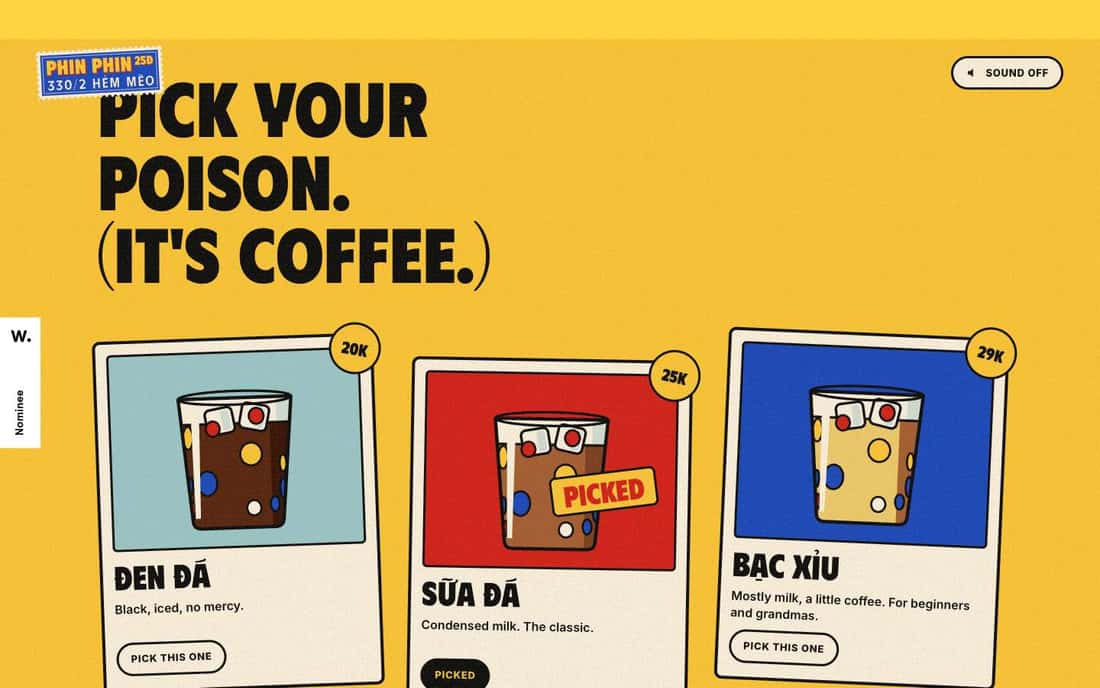 PHIN PHIN 25D
330/2 HẺM MÈO
SOUND OFF
PICK YOUR
POISON.
(IT'S COFFEE.)
W.
Nominee
20K
ĐEN ĐÁ
Black, iced, no mercy.
PICK THIS ONE
25K
PICKED
SỮA ĐÁ
Condensed milk. The classic.
PICKED
29K
BẠC XỈU
Mostly milk, a little coffee. For beginners
and grandmas.
PICK THIS ONE